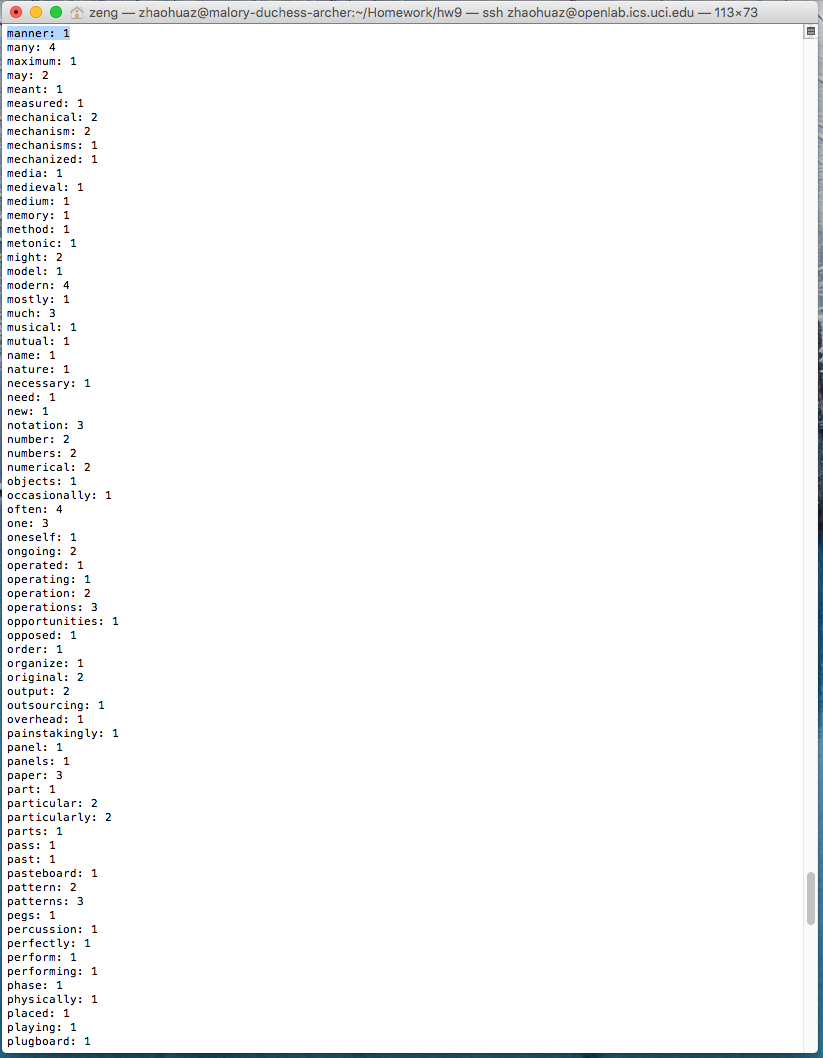 zeng — zhaohuaz@malory-duchess-archer:~/Homework/hw9 — ssh zhaohuaz@openlab.ics.uci.edu — 113×73
manner: 1
many: 4
maximum: 1
may: 2
meant: 1
measured: 1
mechanical: 2
mechanism: 2
mechanisms: 1
mechanized: 1
media: 1
medieval: 1
medium: 1
memory: 1
method: 1
metonic: 1
might: 2
model: 1
modern: 4
mostly: 1
much: 3
musical: 1
mutual: 1
name: 1
nature: 1
necessary: 1
need: 1
new: 1
notation: 3
number: 2
numbers: 2
numerical: 2
objects: 1
occasionally: 1
often: 4
one: 3
oneself: 1
ongoing: 2
operated: 1
operating: 1
operation: 2
operations: 3
opportunities: 1
opposed: 1
order: 1
organize: 1
original: 2
output: 2
outsourcing: 1
overhead: 1
painstakingly: 1
panel: 1
panels: 1
paper: 3
part: 1
particular: 2
particularly: 2
parts: 1
pass: 1
past: 1
pasteboard: 1
pattern: 2
patterns: 3
pegs: 1
percussion: 1
perfectly: 1
perform: 1
performing: 1
phase: 1
physically: 1
placed: 1
playing: 1
plugboard: 1